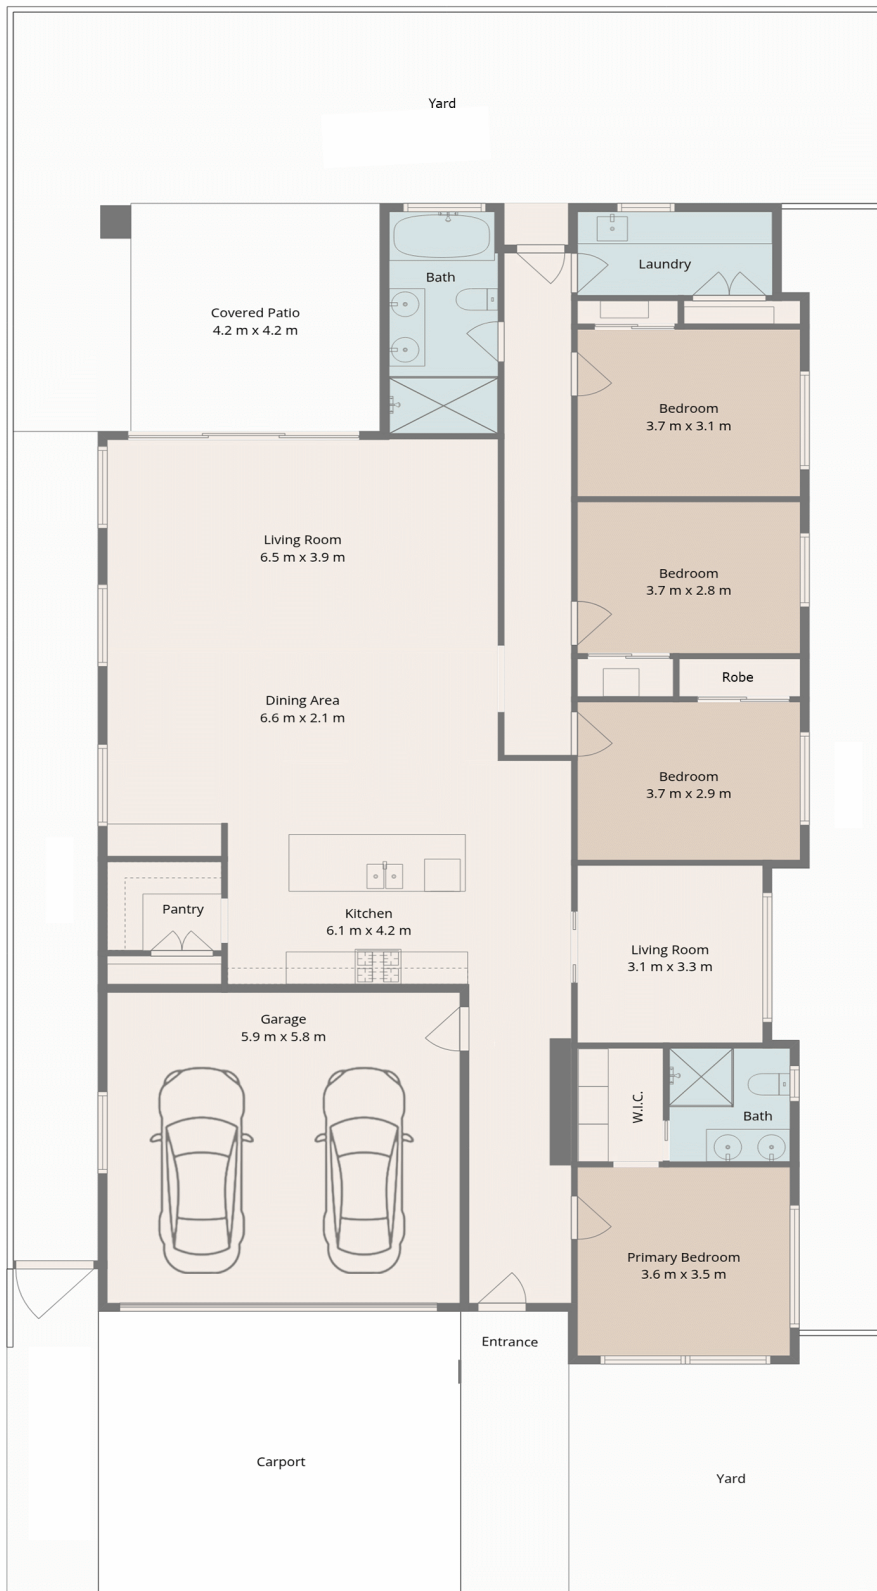 Yard
Bath
Laundry
Covered Patio
4.2 m x 4.2 m
Bedroom
3.7 m x 3.1 m
Living Room
6.5 m x 3.9 m
Bedroom
3.7 m x 2.8 m
Robe
Dining Area
6.6 m x 2.1 m
Bedroom
3.7 m x 2.9 m
Pantry
Kitchen
6.1 m x 4.2 m
Living Room
3.1 m x 3.3 m
Garage
5.9 m x 5.8 m
W.I.C.
Bath
Primary Bedroom
3.6 m x 3.5 m
Entrance
Carport
Yard